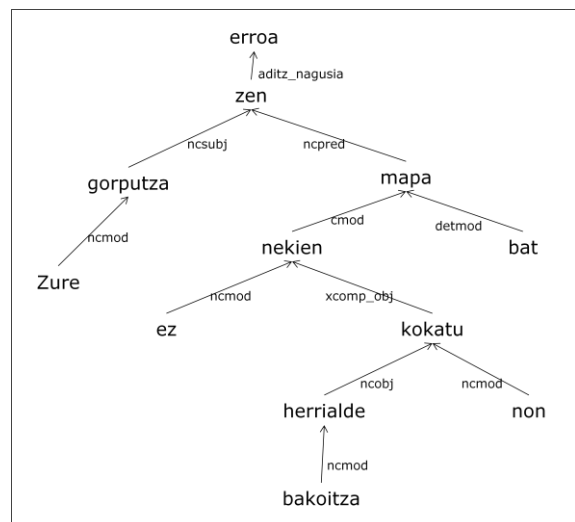 erroa
aditz_nagusia
zen
ncsubj ncpred
gorputza mapa
ncmod cmod detmod
Zure nekien bat
ncmod xcomp_obj
ez kokatu
ncobj ncmod
herrialde non
ncmod
bakoitza